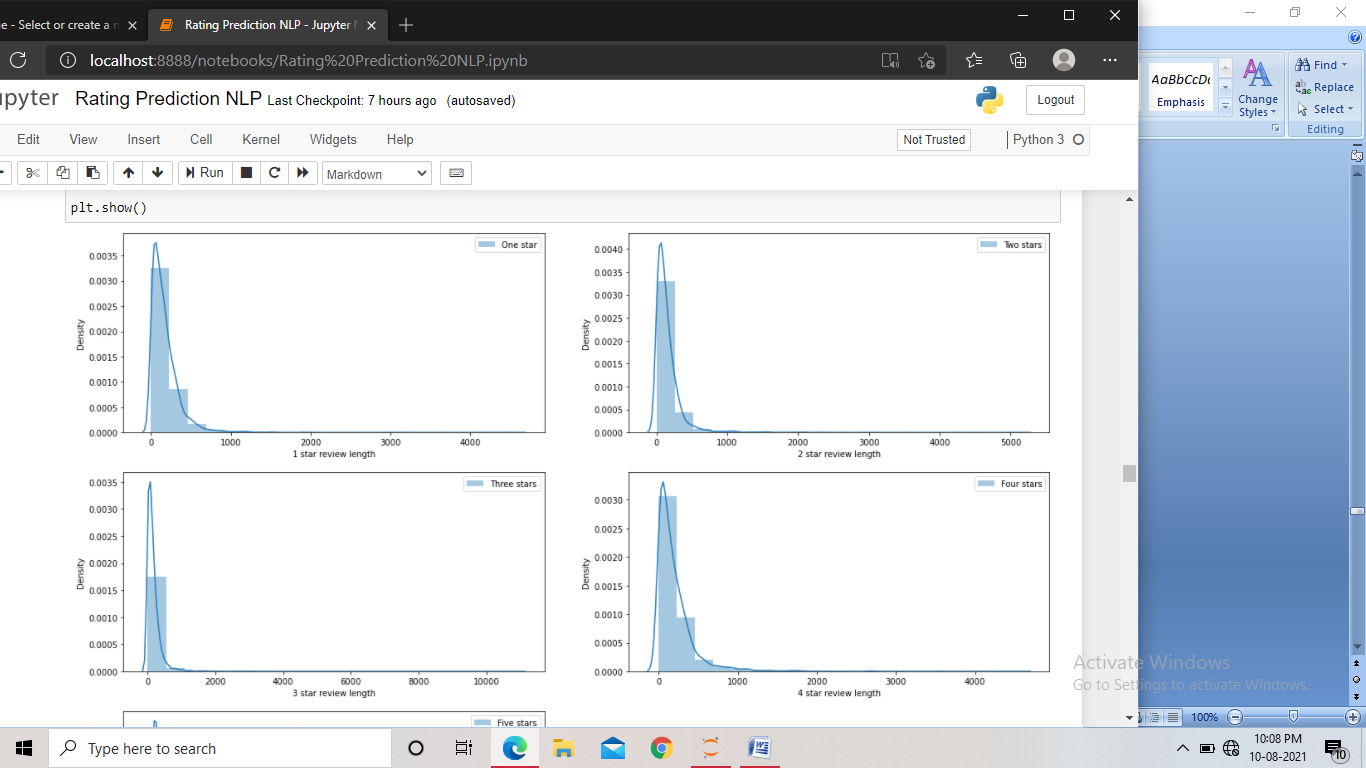 e - Select or create a n
Rating Prediction NLP - Jupyter N
localhost:8888/notebooks/Rating%20Prediction%20NLP.ipynb
upyter Rating Prediction NLP Last Checkpoint: 7 hours ago (autosaved)
Logout
Edit View Insert Cell Kernel Widgets Help
Not Trusted
Python 3
Run
Markdown
AaBbCcDc
Emphasis
Change
Styles
Find
Replace
Select
Editing
plt.show()
One star
Density
0.0035
0.0030
0.0025
0.0020
0.0015
0.0010
0.0005
0.0000
0 1000 2000 3000 4000
1 star review length
Two stars
Density
0.0040
0.0035
0.0030
0.0025
0.0020
0.0015
0.0010
0.0005
0.0000
0 1000 2000 3000 4000 5000
2 star review length
Three stars
Density
0.0035
0.0030
0.0025
0.0020
0.0015
0.0010
0.0005
0.0000
0 2000 4000 6000 8000 10000
3 star review length
Four stars
Density
0.0030
0.0025
0.0020
0.0015
0.0010
0.0005
0.0000
0 1000 2000 3000 4000
4 star review length
Five stars
Activate Windows
Go to Settings to activate Windows.
100%
Type here to search
10:08 PM
10-08-2021
10